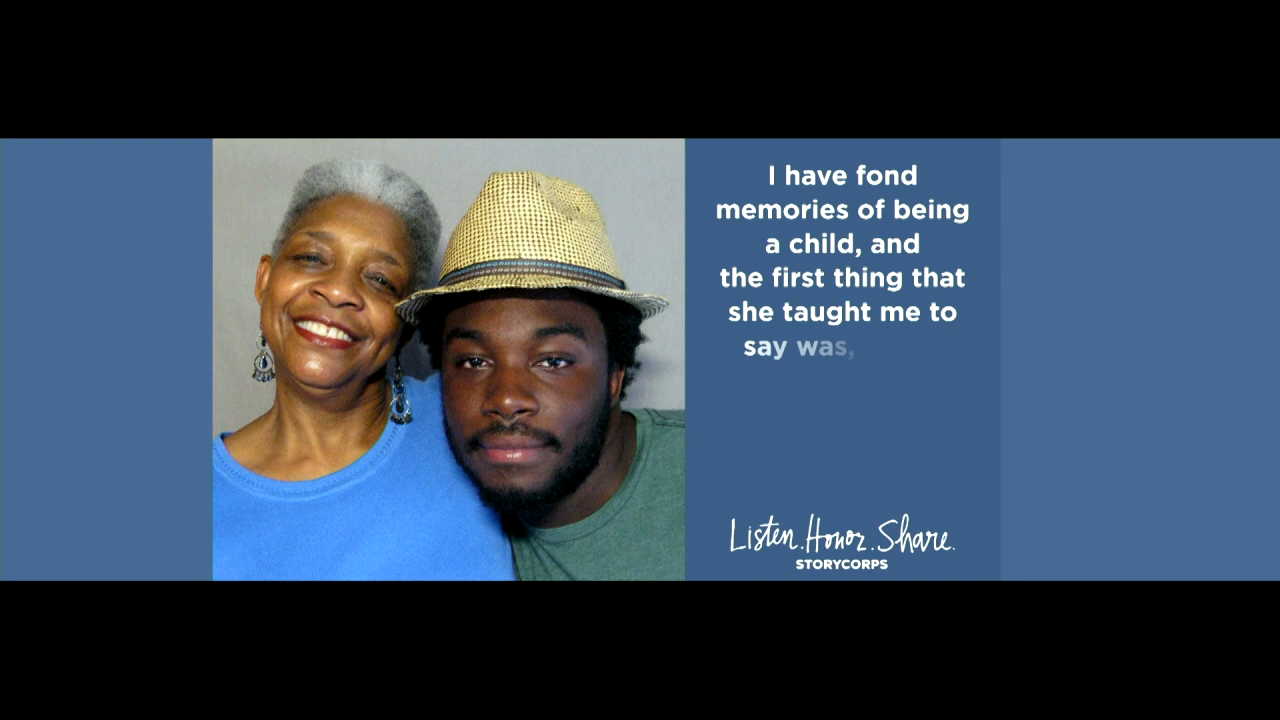 I have fond
memories of being
a child, and
the first thing that
she taught me to
say was,
Listen. Honor. Share.
STORYCORPS